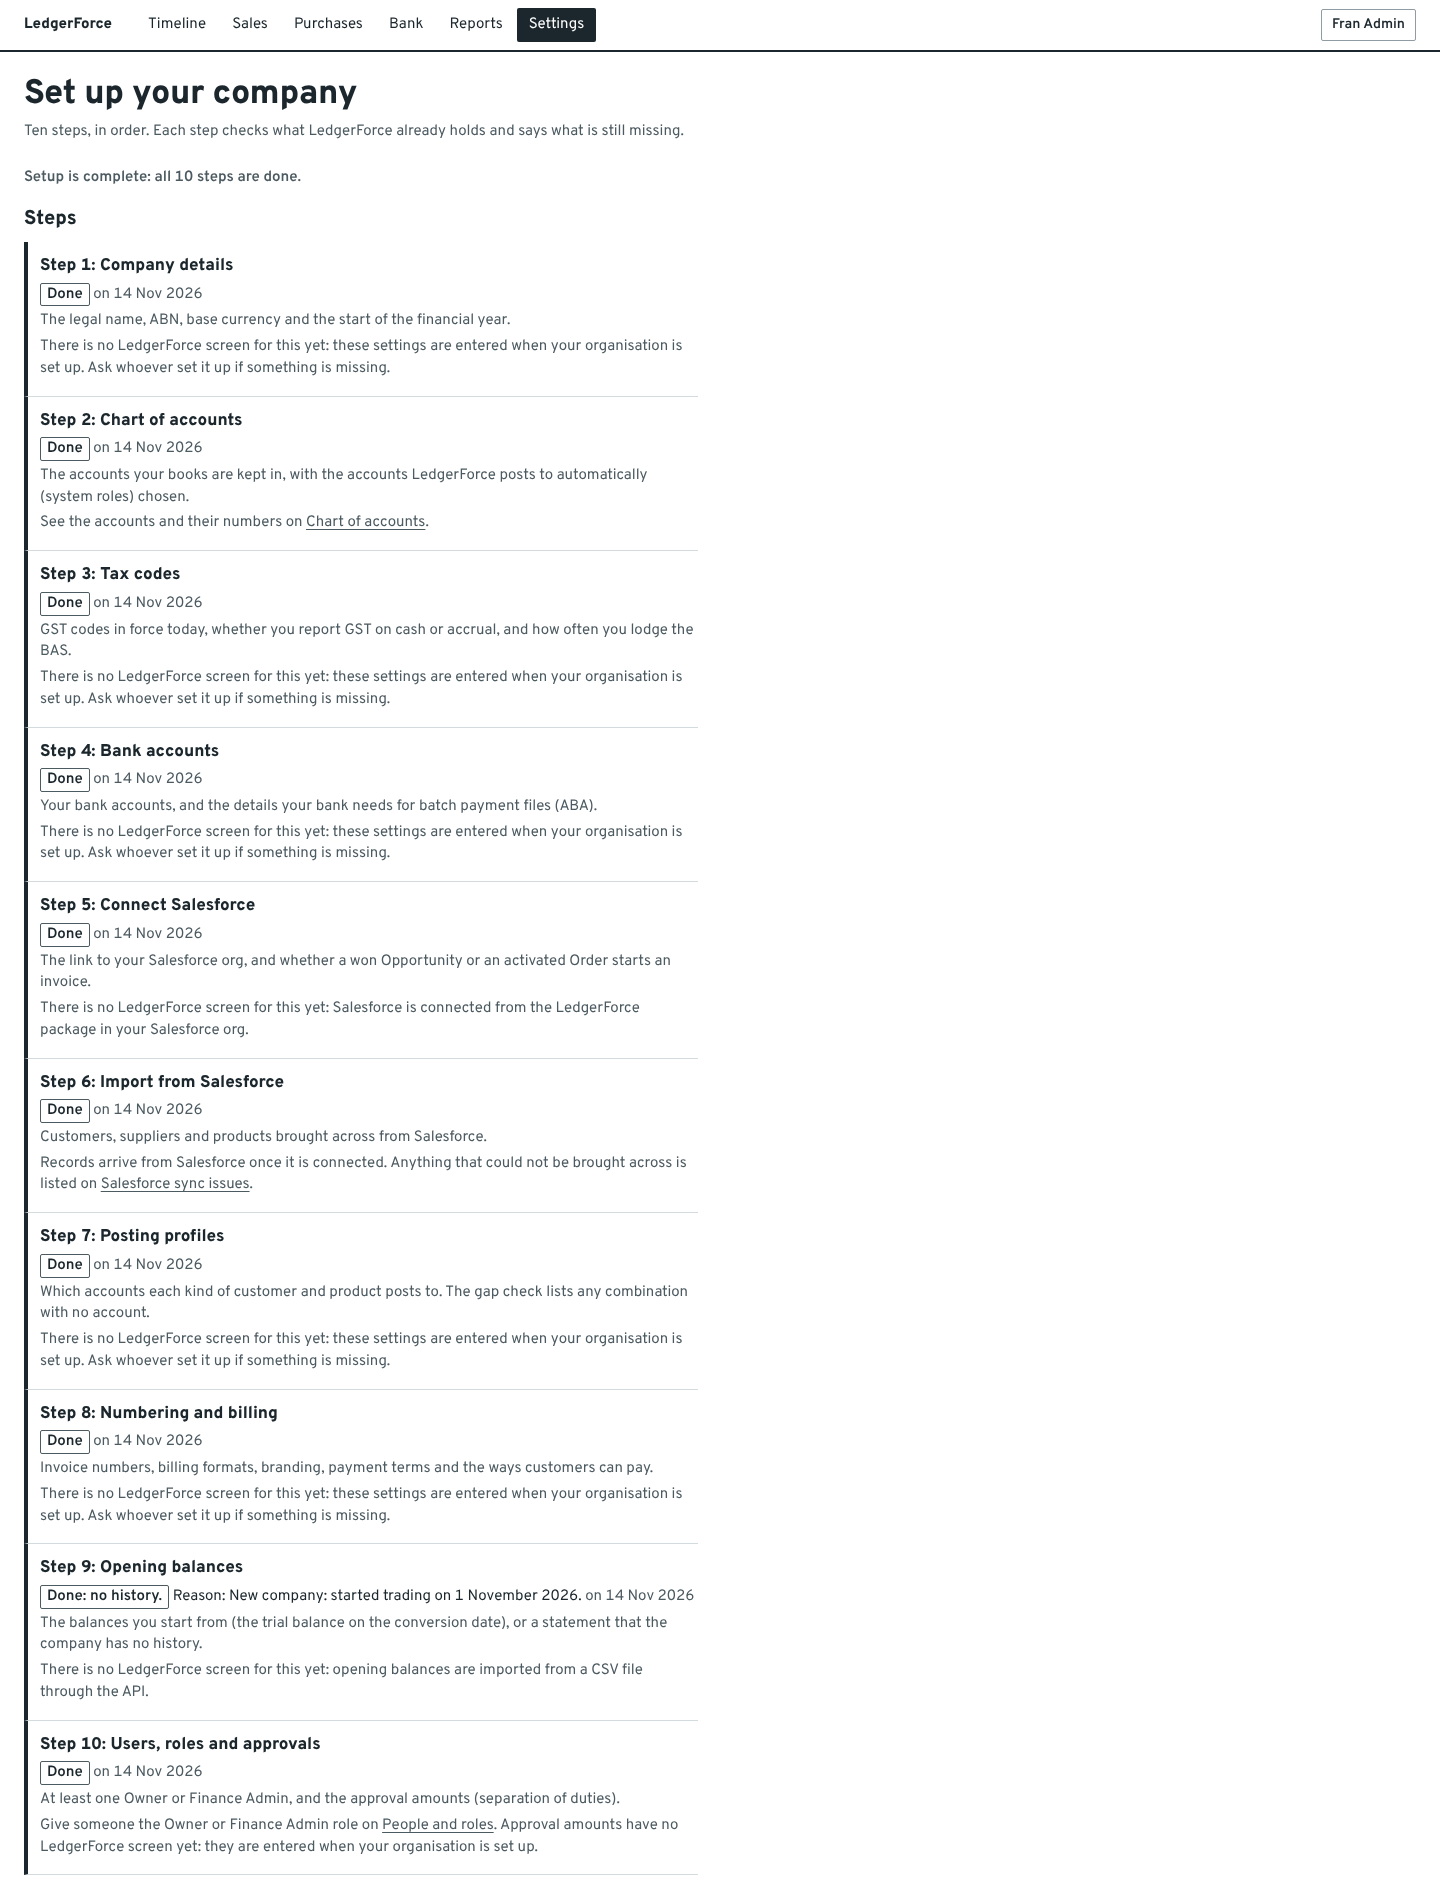 LedgerForce Timeline Sales Purchases Bank Reports Settings Fran Admin
Set up your company
Ten steps, in order. Each step checks what LedgerForce already holds and says what is still missing.
Setup is complete: all 10 steps are done.
Steps
Step 1: Company details
Done on 14 Nov 2026
The legal name, ABN, base currency and the start of the financial year.
There is no LedgerForce screen for this yet: these settings are entered when your organisation is
set up. Ask whoever set it up if something is missing.
Step 2: Chart of accounts
Done on 14 Nov 2026
The accounts your books are kept in, with the accounts LedgerForce posts to automatically
(system roles) chosen.
See the accounts and their numbers on Chart of accounts.
Step 3: Tax codes
Done on 14 Nov 2026
GST codes in force today, whether you report GST on cash or accrual, and how often you lodge the
BAS.
There is no LedgerForce screen for this yet: these settings are entered when your organisation is
set up. Ask whoever set it up if something is missing.
Step 4: Bank accounts
Done on 14 Nov 2026
Your bank accounts, and the details your bank needs for batch payment files (ABA).
There is no LedgerForce screen for this yet: these settings are entered when your organisation is
set up. Ask whoever set it up if something is missing.
Step 5: Connect Salesforce
Done on 14 Nov 2026
The link to your Salesforce org, and whether a won Opportunity or an activated Order starts an
invoice.
There is no LedgerForce screen for this yet: Salesforce is connected from the LedgerForce
package in your Salesforce org.
Step 6: Import from Salesforce
Done on 14 Nov 2026
Customers, suppliers and products brought across from Salesforce.
Records arrive from Salesforce once it is connected. Anything that could not be brought across is
listed on Salesforce sync issues.
Step 7: Posting profiles
Done on 14 Nov 2026
Which accounts each kind of customer and product posts to. The gap check lists any combination
with no account.
There is no LedgerForce screen for this yet: these settings are entered when your organisation is
set up. Ask whoever set it up if something is missing.
Step 8: Numbering and billing
Done on 14 Nov 2026
Invoice numbers, billing formats, branding, payment terms and the ways customers can pay.
There is no LedgerForce screen for this yet: these settings are entered when your organisation is
set up. Ask whoever set it up if something is missing.
Step 9: Opening balances
Done: no history. Reason: New company: started trading on 1 November 2026. on 14 Nov 2026
The balances you start from (the trial balance on the conversion date), or a statement that the
company has no history.
There is no LedgerForce screen for this yet: opening balances are imported from a CSV file
through the API.
Step 10: Users, roles and approvals
Done on 14 Nov 2026
At least one Owner or Finance Admin, and the approval amounts (separation of duties).
Give someone the Owner or Finance Admin role on People and roles. Approval amounts have no
LedgerForce screen yet: they are entered when your organisation is set up.